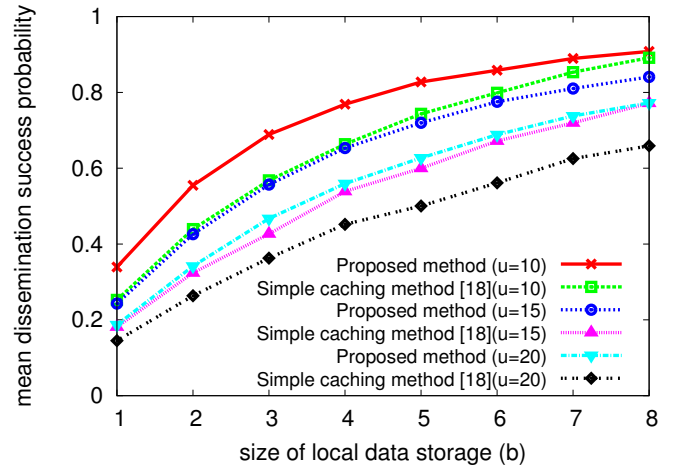 mean dissemination success probability
1
0.8
0.6
0.4
0.2
0
Proposed method (u=10)
Simple caching method [18](u=10)
Proposed method (u=15)
Simple caching method [18](u=15)
Proposed method (u=20)
Simple caching method [18](u=20)
1 2 3 4 5 6 7 8
size of local data storage (b)